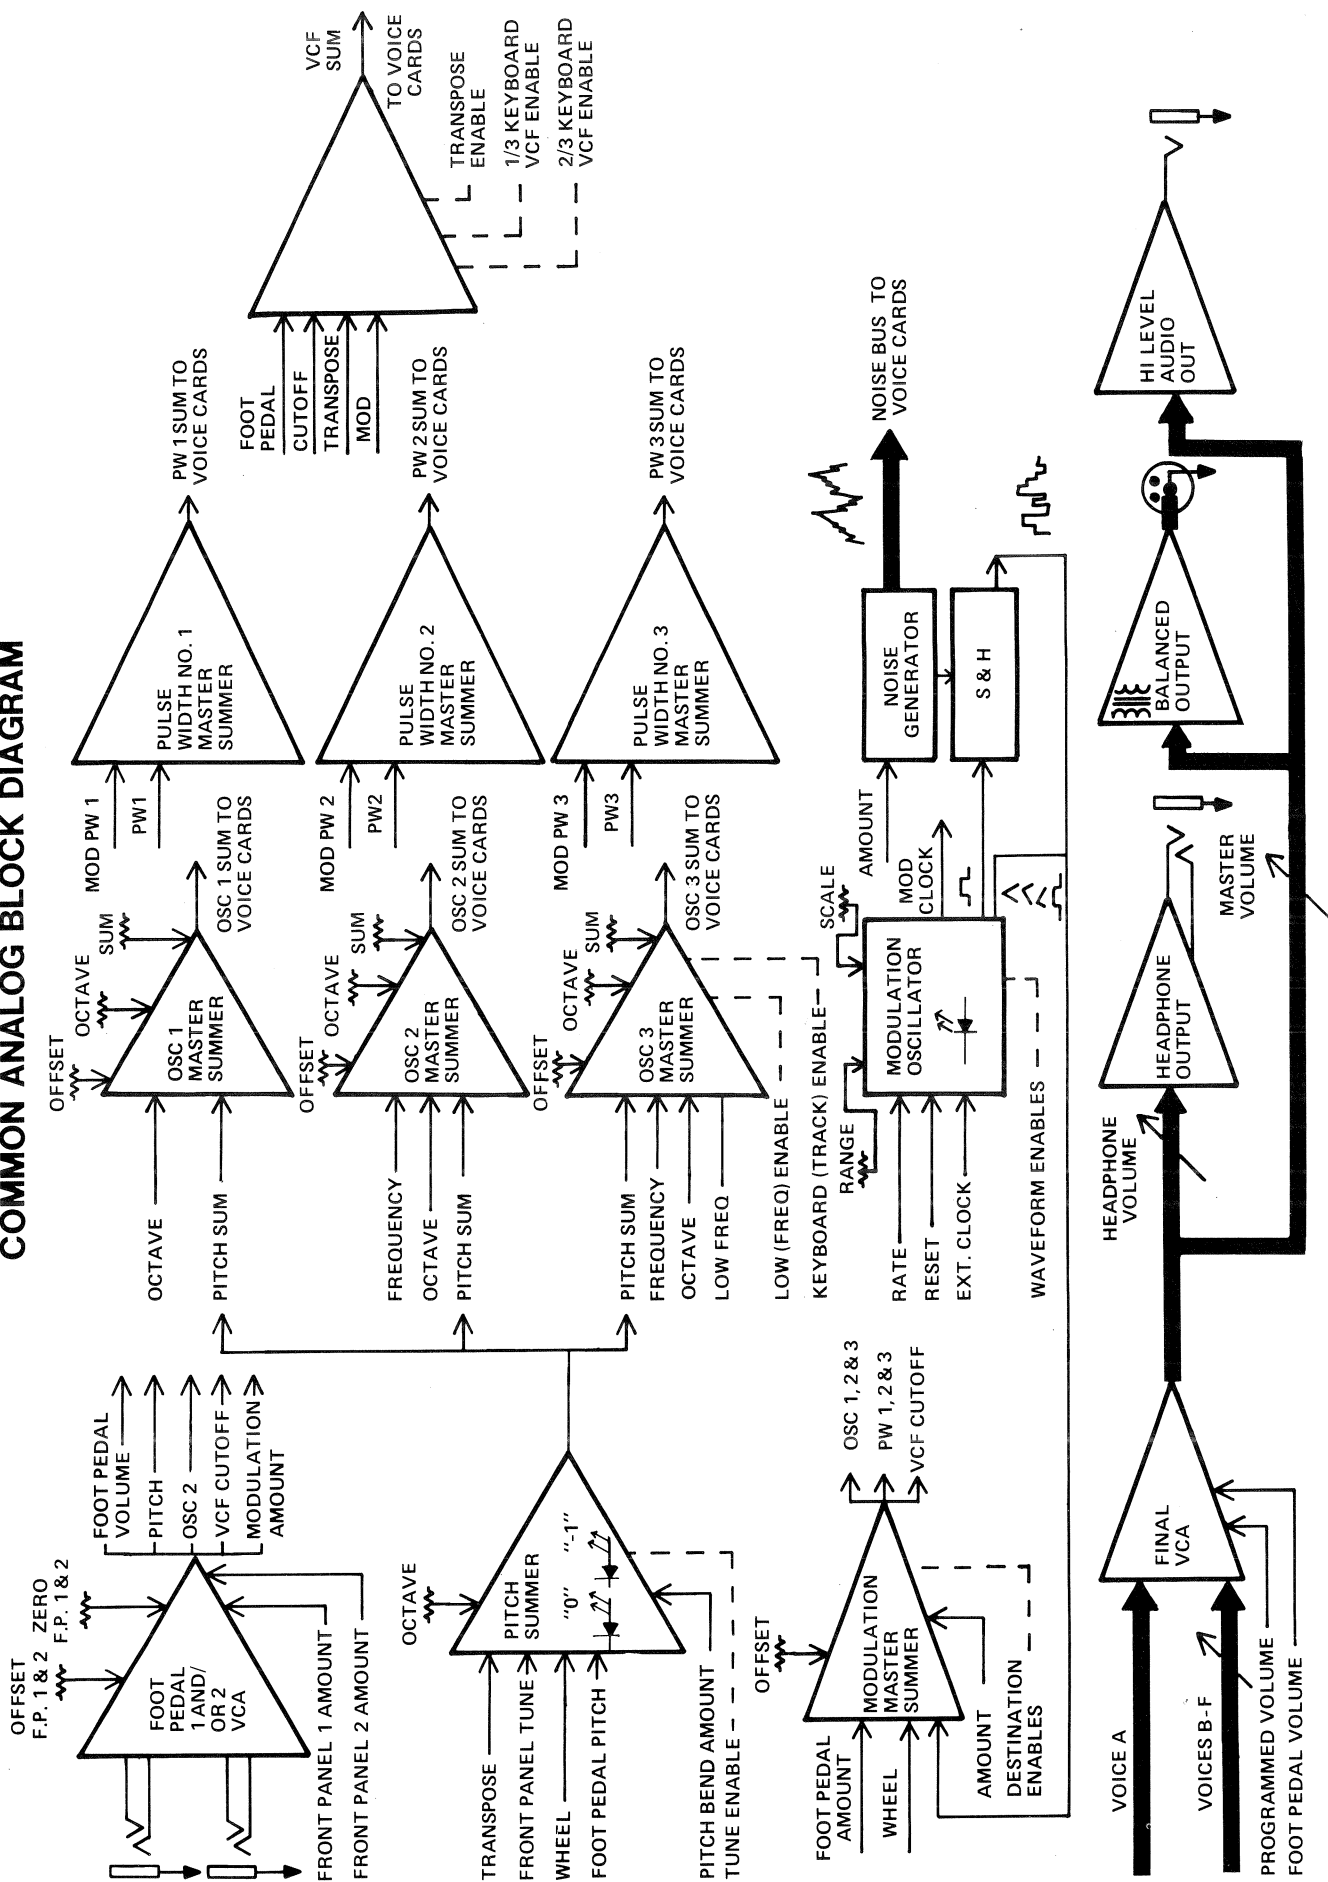 COMMON ANALOG BLOCK DIAGRAM
OFFSET
F.P. 1 & 2
ZERO
F.P. 1 & 2
FOOT
PEDAL
1 AND/
OR 2
VCA
FRONT PANEL 1 AMOUNT
FRONT PANEL 2 AMOUNT
FOOT PEDAL
VOLUME
PITCH
OSC 2
VCF CUTOFF
MODULATION
AMOUNT
OCTAVE
PITCH SUM
OFFSET
OCTAVE
SUM
OSC 1
MASTER
SUMMER
OSC 1 SUM TO
VOICE CARDS
MOD PW 1
PW1
PULSE
WIDTH NO. 1
MASTER
SUMMER
PW 1 SUM TO
VOICE CARDS
FOOT
PEDAL
CUTOFF
TRANSPOSE
MOD
VCF
SUM
TO VOICE
CARDS
TRANSPOSE
ENABLE
1/3 KEYBOARD
VCF ENABLE
2/3 KEYBOARD
VCF ENABLE
FREQUENCY
OCTAVE
PITCH SUM
OFFSET
OCTAVE
SUM
OSC 2
MASTER
SUMMER
OSC 2 SUM TO
VOICE CARDS
MOD PW 2
PW2
PULSE
WIDTH NO. 2
MASTER
SUMMER
PW 2 SUM TO
VOICE CARDS
TRANSPOSE
FRONT PANEL TUNE
WHEEL
FOOT PEDAL PITCH
PITCH BEND AMOUNT
TUNE ENABLE
OCTAVE
PITCH
SUMMER
"0" "-1"
PITCH SUM
FREQUENCY
OCTAVE
LOW FREQ
OFFSET
OCTAVE
SUM
OSC 3
MASTER
SUMMER
OSC 3 SUM TO
VOICE CARDS
LOW (FREQ) ENABLE
KEYBOARD (TRACK) ENABLE
MOD PW 3
PW3
PULSE
WIDTH NO. 3
MASTER
SUMMER
PW 3 SUM TO
VOICE CARDS
FOOT PEDAL
AMOUNT
WHEEL
AMOUNT
DESTINATION
ENABLES
OFFSET
MODULATION
MASTER
SUMMER
OSC 1, 2 & 3
PW 1, 2 & 3
VCF CUTOFF
RATE
RESET
EXT. CLOCK
RANGE
SCALE
MODULATION
OSCILLATOR
WAVEFORM ENABLES
MOD
CLOCK
AMOUNT
NOISE
GENERATOR
S & H
NOISE BUS TO
VOICE CARDS
VOICE A
VOICES B-F
PROGRAMMED VOLUME
FOOT PEDAL VOLUME
FINAL
VCA
HEADPHONE
VOLUME
HEADPHONE
OUTPUT
MASTER
VOLUME
BALANCED
OUTPUT
HI LEVEL
AUDIO
OUT